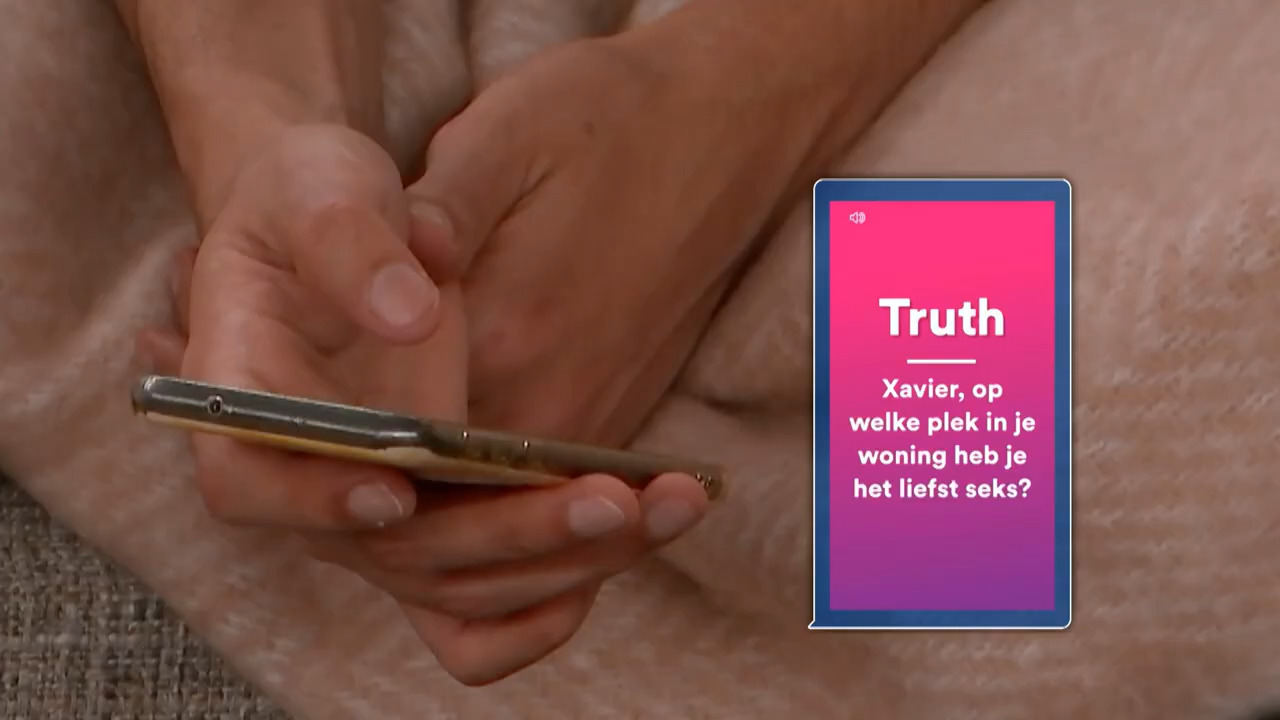 Truth
Xavier, op
welke plek in je
woning heb je
het liefst seks?